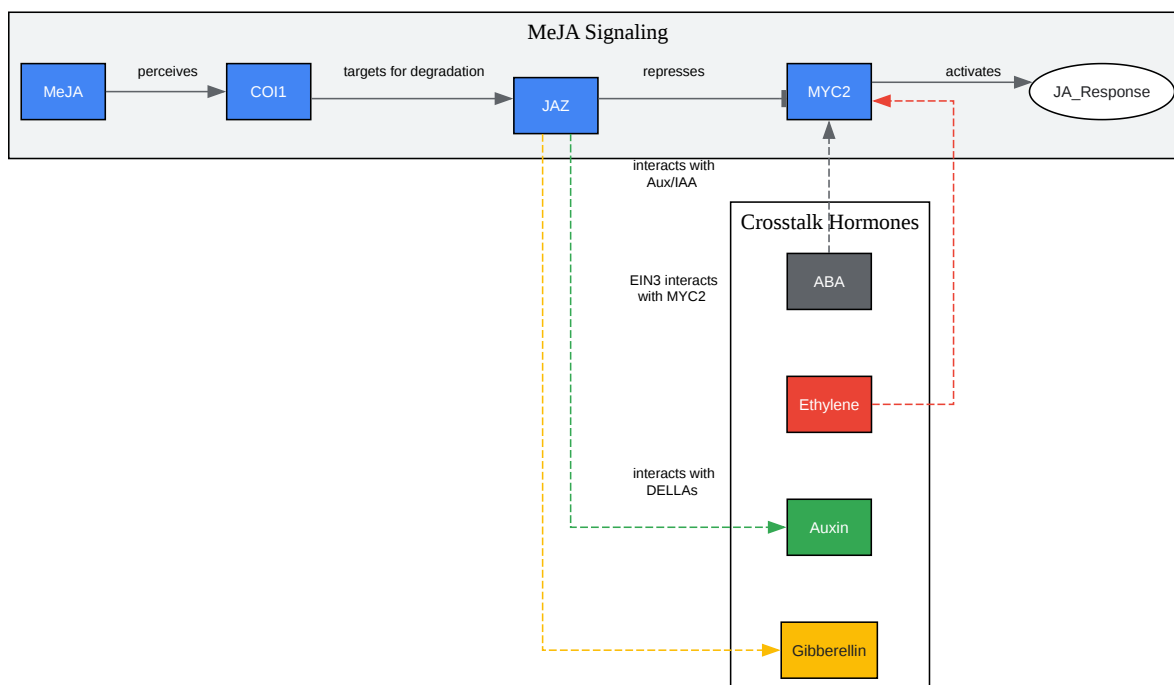 MeJA Signaling
perceives
targets for degradation
represses
activates
MeJA
COI1
JAZ
MYC2
JA_Response
interacts with
Aux/IAA
Crosstalk Hormones
EIN3 interacts
with MYC2
ABA
Ethylene
interacts with
DELLAs
Auxin
Gibberellin